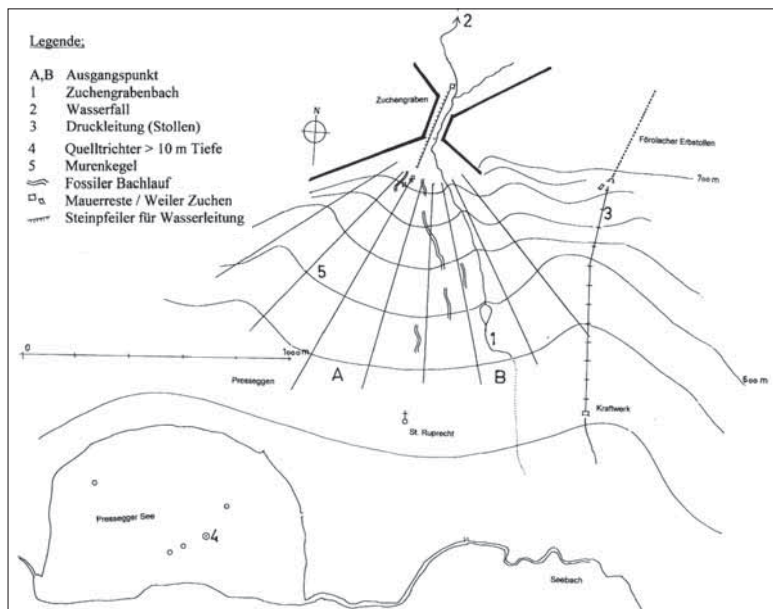 Legende:
A,B Ausgangspunkt
1 Zuchengrabenbach
2 Wasserfall
3 Druckleitung (Stollen)
4 Quelltrichter > 10 m Tiefe
5 Murenkegel
Fossiler Bachlauf
Mauerreste / Weiler Zuchen
Steinpfeiler für Wasserleitung
2
Zuchengraben
N
Förolacher Erbstollen
700 m
3
5
1
0
1000 m
600 m
Presseggen
A
B
St. Ruprecht
Kraftwerk
Pressegger See
4
Seebach